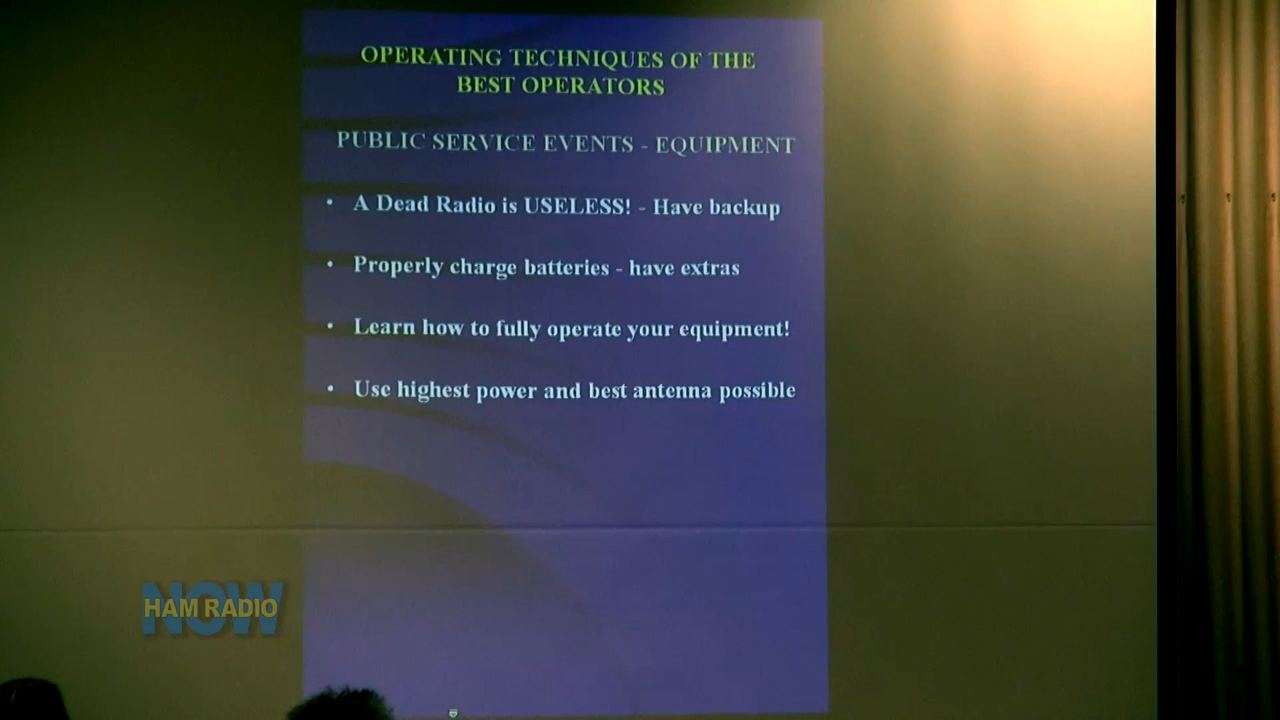 OPERATING TECHNIQUES OF THE
BEST OPERATORS
PUBLIC SERVICE EVENTS - EQUIPMENT
• A Dead Radio is USELESS! - Have backup
• Properly charge batteries - have extras
• Learn how to fully operate your equipment!
• Use highest power and best antenna possible
NOW
HAM RADIO